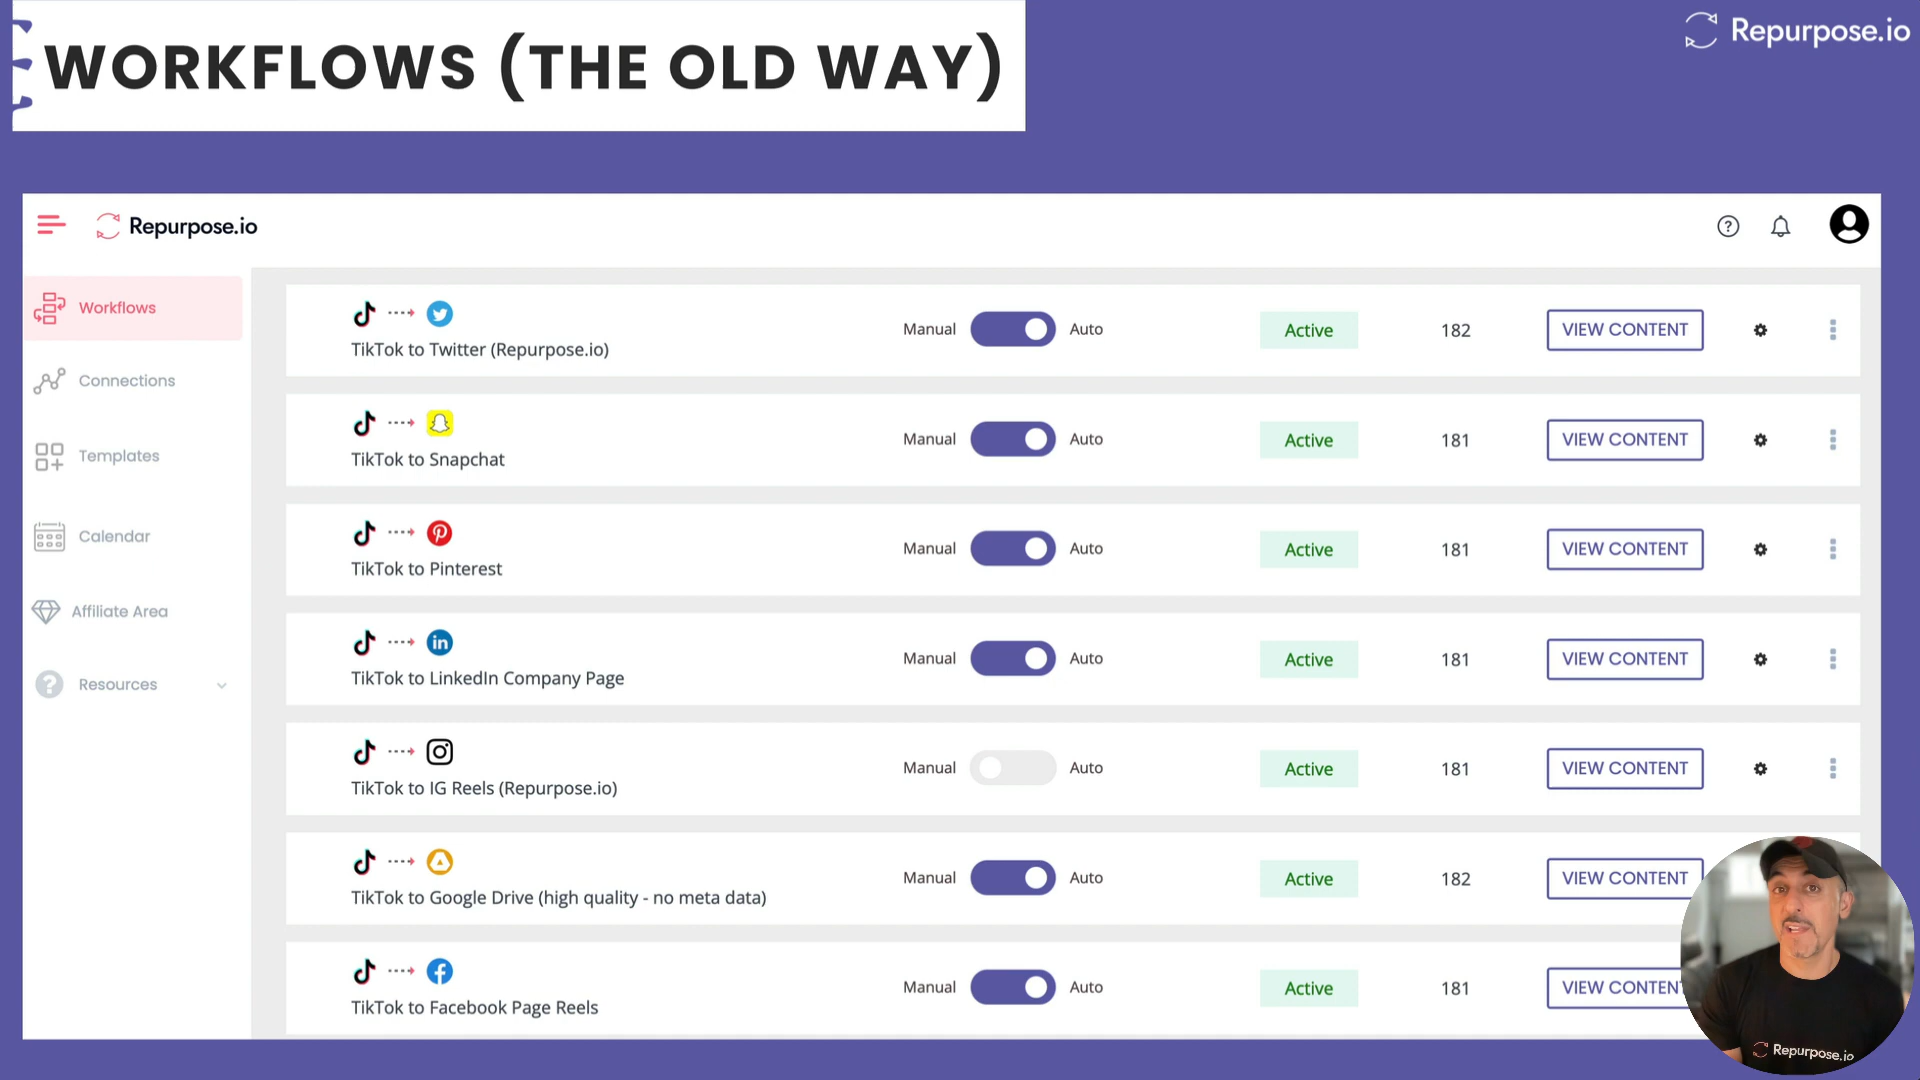 WORKFLOWS (THE OLD WAY)
Repurpose.io
Repurpose.io
Workflows
Connections
Templates
Calendar
Affiliate Area
Resources
TikTok to Twitter (Repurpose.io)
Manual Auto Active 182 VIEW CONTENT
TikTok to Snapchat
Manual Auto Active 181 VIEW CONTENT
TikTok to Pinterest
Manual Auto Active 181 VIEW CONTENT
TikTok to LinkedIn Company Page
Manual Auto Active 181 VIEW CONTENT
TikTok to IG Reels (Repurpose.io)
Manual Auto Active 181 VIEW CONTENT
TikTok to Google Drive (high quality - no meta data)
Manual Auto Active 182 VIEW CONTENT
TikTok to Facebook Page Reels
Manual Auto Active 181 VIEW CONTENT
Repurpose.io